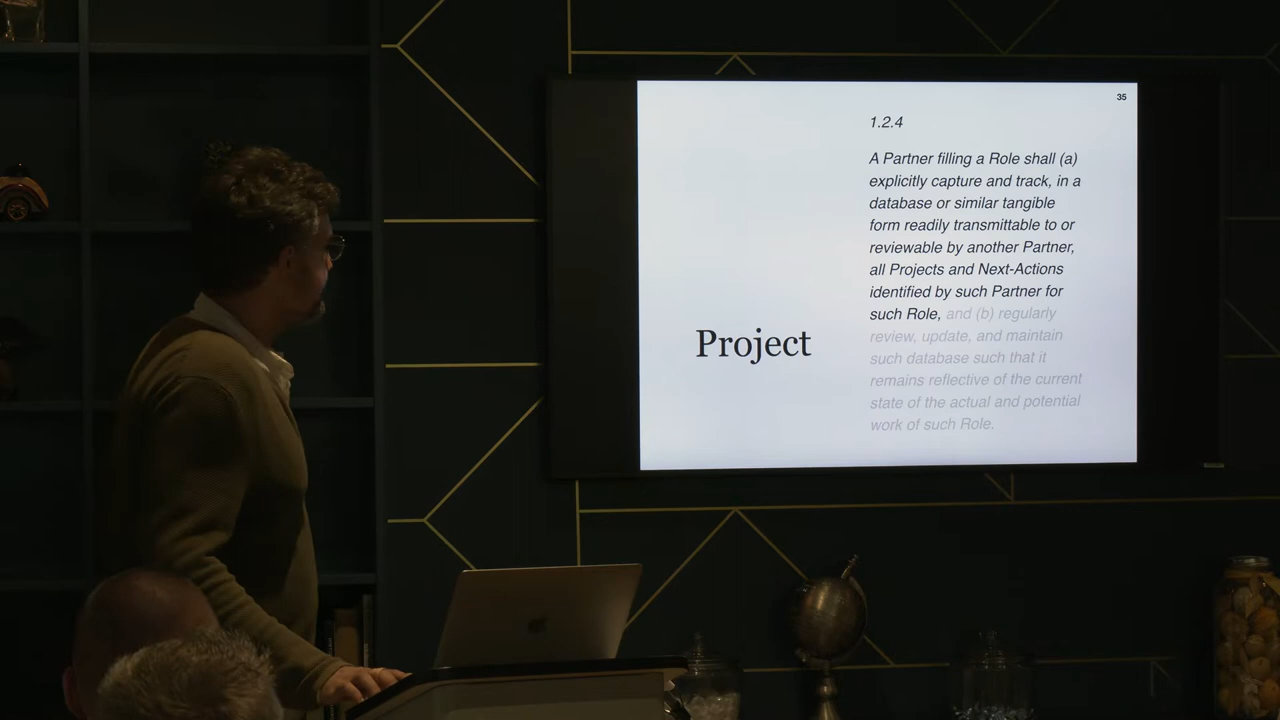 35
1.2.4
A Partner filling a Role shall (a)
explicitly capture and track, in a
database or similar tangible
form readily transmittable to or
reviewable by another Partner,
all Projects and Next-Actions
identified by such Partner for
such Role, and (b) regularly
review, update, and maintain
such database such that it
remains reflective of the current
state of the actual and potential
work of such Role.
Project